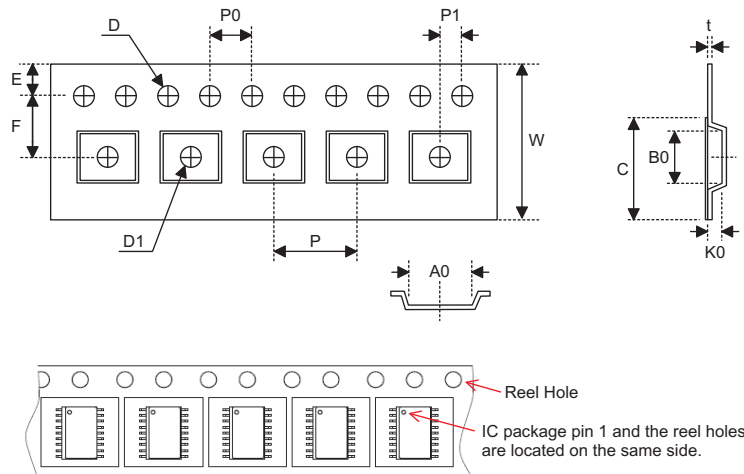 D
P0
P1
t
E
F
W
C
B0
D1
P
K0
A0
Reel Hole
IC package pin 1 and the reel holes
are located on the same side.